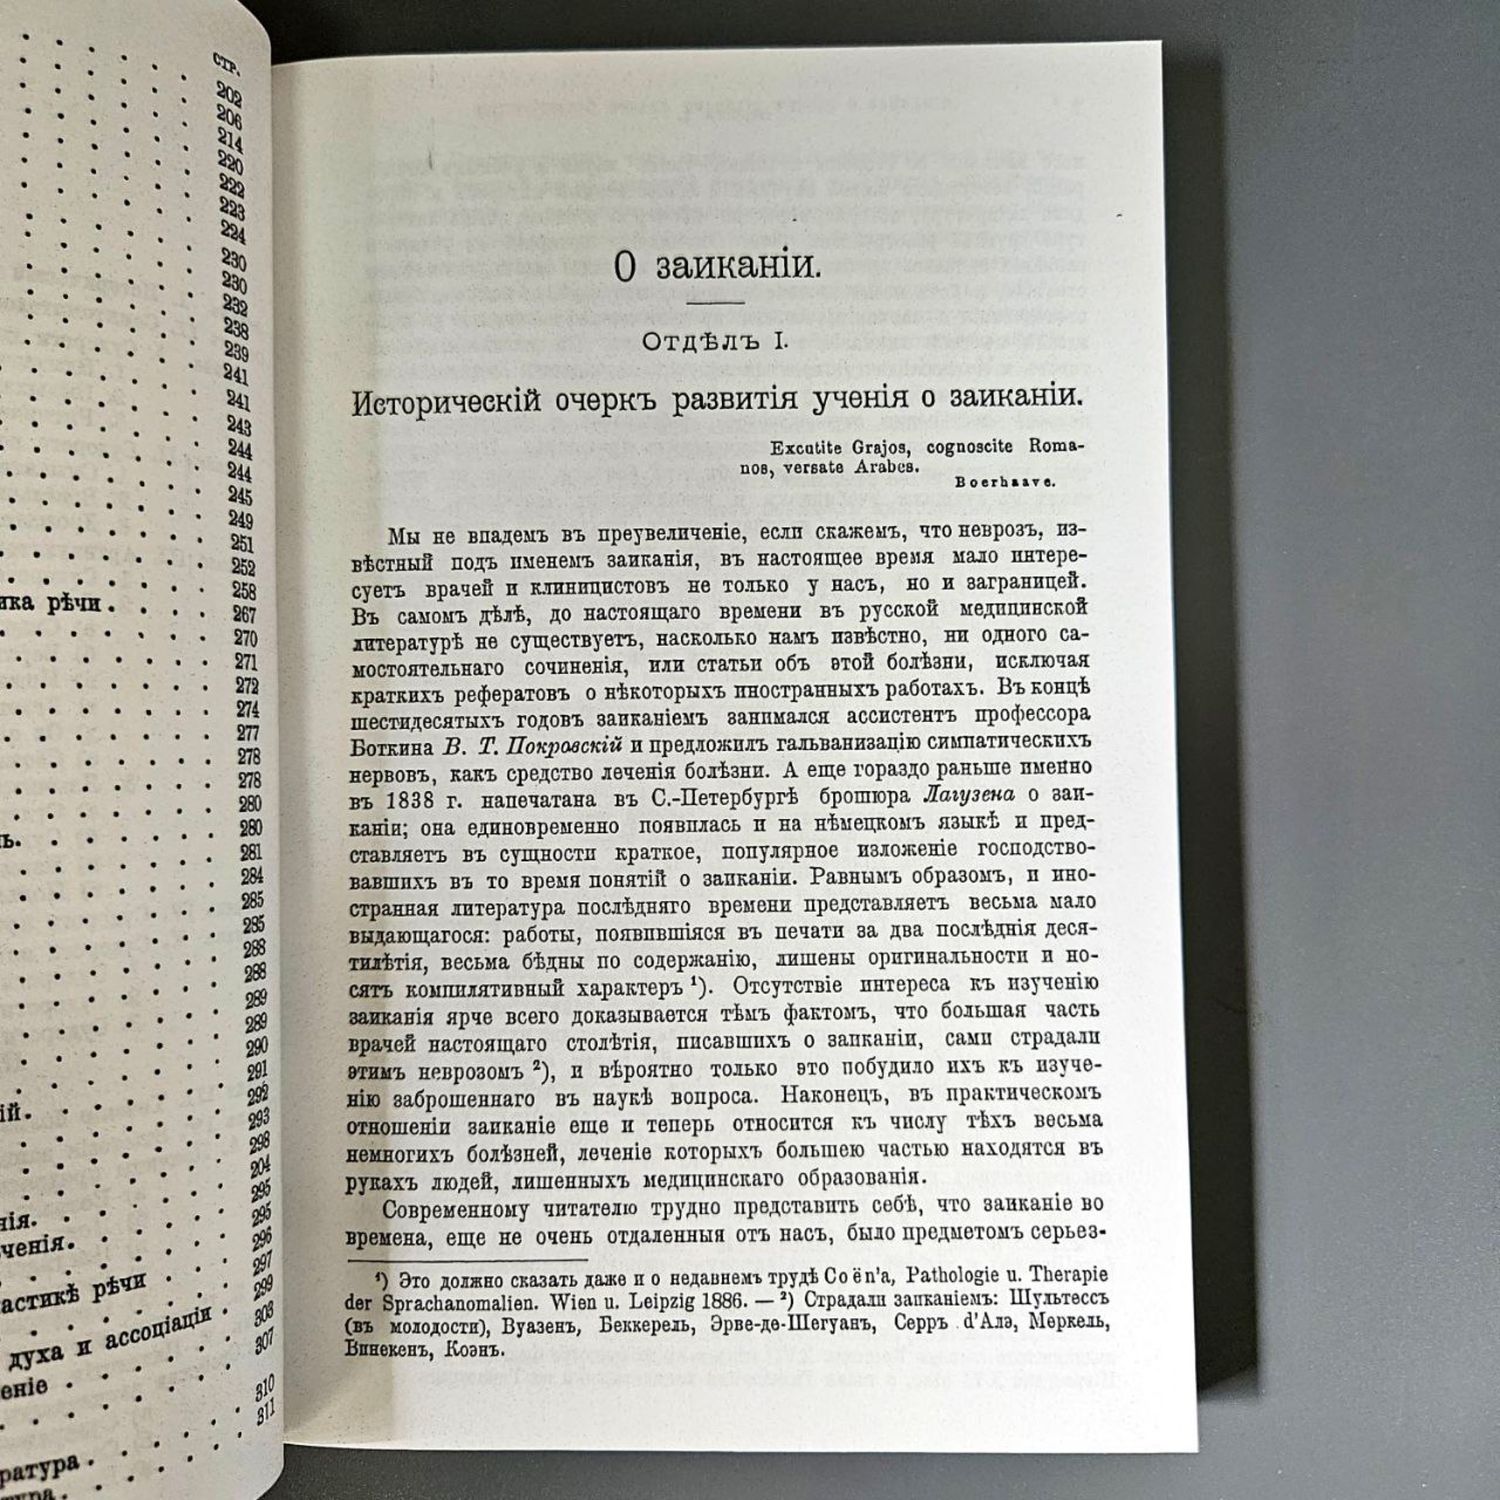 стр.
202
206
214
220
222
223
224
230
230
232
238
239
241
241
243
244
244
245
249
251
252
258
ика рѣчи. 267
270
271
272
274
277
278
278
280
280
281
284
285
285
288
288
289
289
290
291
292
ій. 293
298
204
295
нія. 295
ченія. 296
297
астикѣ рѣчи 299
303
духа и ассоціаціи 307
еніе
310
311
ратура
О заиканіи.
Отдѣлъ I.
Историческій очеркъ развитія ученія о заиканіи.
Excutite Grajos, cognoscite Roma-
nos, versate Arabes.
Boerhaave.
Мы не впадемъ въ преувеличеніе, если скажемъ, что неврозъ, из-
вѣстный подъ именемъ заиканія, въ настоящее время мало интере-
суетъ врачей и клиницистовъ не только у насъ, но и заграницей.
Въ самомъ дѣлѣ, до настоящаго времени въ русской медицинской
литературѣ не существуетъ, насколько намъ извѣстно, ни одного са-
мостоятельнаго сочиненія, или статьи объ этой болѣзни, исключая
краткихъ рефератовъ о нѣкоторыхъ иностранныхъ работахъ. Въ концѣ
шестидесятыхъ годовъ заиканіемъ занимался ассистентъ профессора
Боткина В. Т. Покровскій и предложилъ гальванизацію симпатическихъ
нервовъ, какъ средство леченія болѣзни. А еще гораздо раньше именно
въ 1838 г. напечатана въ С.-Петербургѣ брошюра Лагузена о заи-
каніи; она единовременно появилась и на нѣмецкомъ языкѣ и пред-
ставляетъ въ сущности краткое, популярное изложеніе господство-
вавшихъ въ то время понятій о заиканіи. Равнымъ образомъ, и ино-
странная литература послѣдняго времени представляетъ весьма мало
выдающагося: работы, появившіяся въ печати за два послѣднія деся-
тилѣтія, весьма бѣдны по содержанію, лишены оригинальности и но-
сятъ компилятивный характеръ ¹). Отсутствіе интереса къ изученію
заиканія ярче всего доказывается тѣмъ фактомъ, что большая часть
врачей настоящаго столѣтія, писавшихъ о заиканіи, сами страдали
этимъ неврозомъ ²), и вѣроятно только это побудило ихъ къ изуче-
нію заброшеннаго въ наукѣ вопроса. Наконецъ, въ практическомъ
отношеніи заиканіе еще и теперь относится къ числу тѣхъ весьма
немногихъ болѣзней, леченіе которыхъ большею частью находятся въ
рукахъ людей, лишенныхъ медицинскаго образованія.
Современному читателю трудно представить себѣ, что заиканіе во
времена, еще не очень отдаленныя отъ насъ, было предметомъ серьез-
¹) Это должно сказать даже и о недавнемъ трудѣ Coën'a, Pathologie u. Therapie
der Sprachanomalien. Wien u. Leipzig 1886. — ²) Страдали заиканіемъ: Шультессъ
(въ молодости), Вуазенъ, Беккерель, Эрве-де-Шегуанъ, Серръ d'Алэ, Меркель,
Винекенъ, Коэнъ.